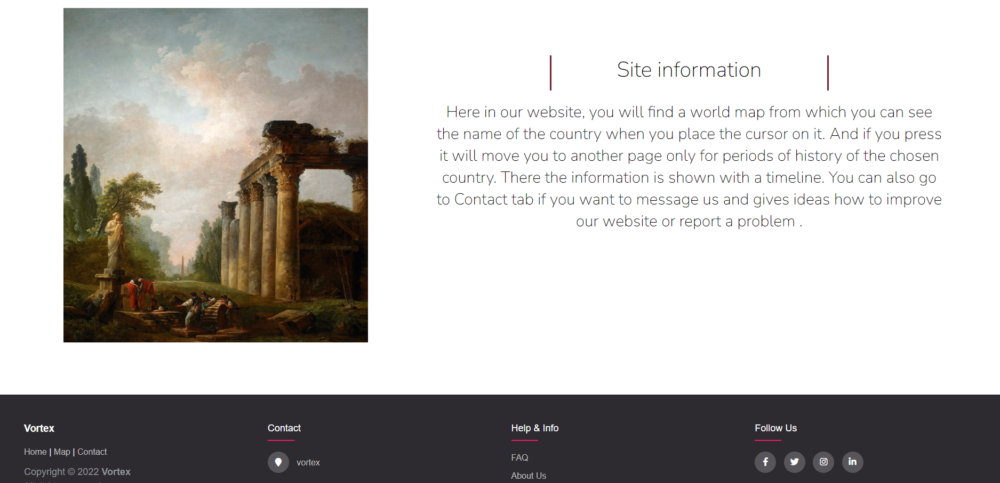 Site information
Here in our website, you will find a world map from which you can see
the name of the country when you place the cursor on it. And if you press
it will move you to another page only for periods of history of the chosen
country. There the information is shown with a timeline. You can also go
to Contact tab if you want to message us and gives ideas how to improve
our website or report a problem .
Vortex
Home | Map | Contact
Copyright © 2022 Vortex
Contact
vortex
Help & Info
FAQ
About Us
Follow Us